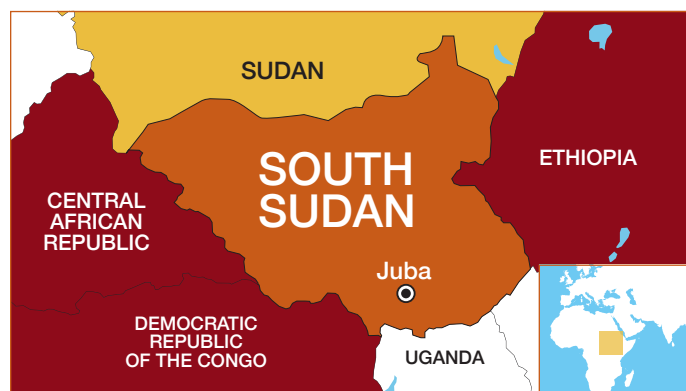 SUDAN
SOUTH
SUDAN
ETHIOPIA
CENTRAL
AFRICAN
REPUBLIC
Juba
DEMOCRATIC
REPUBLIC
OF THE CONGO
UGANDA